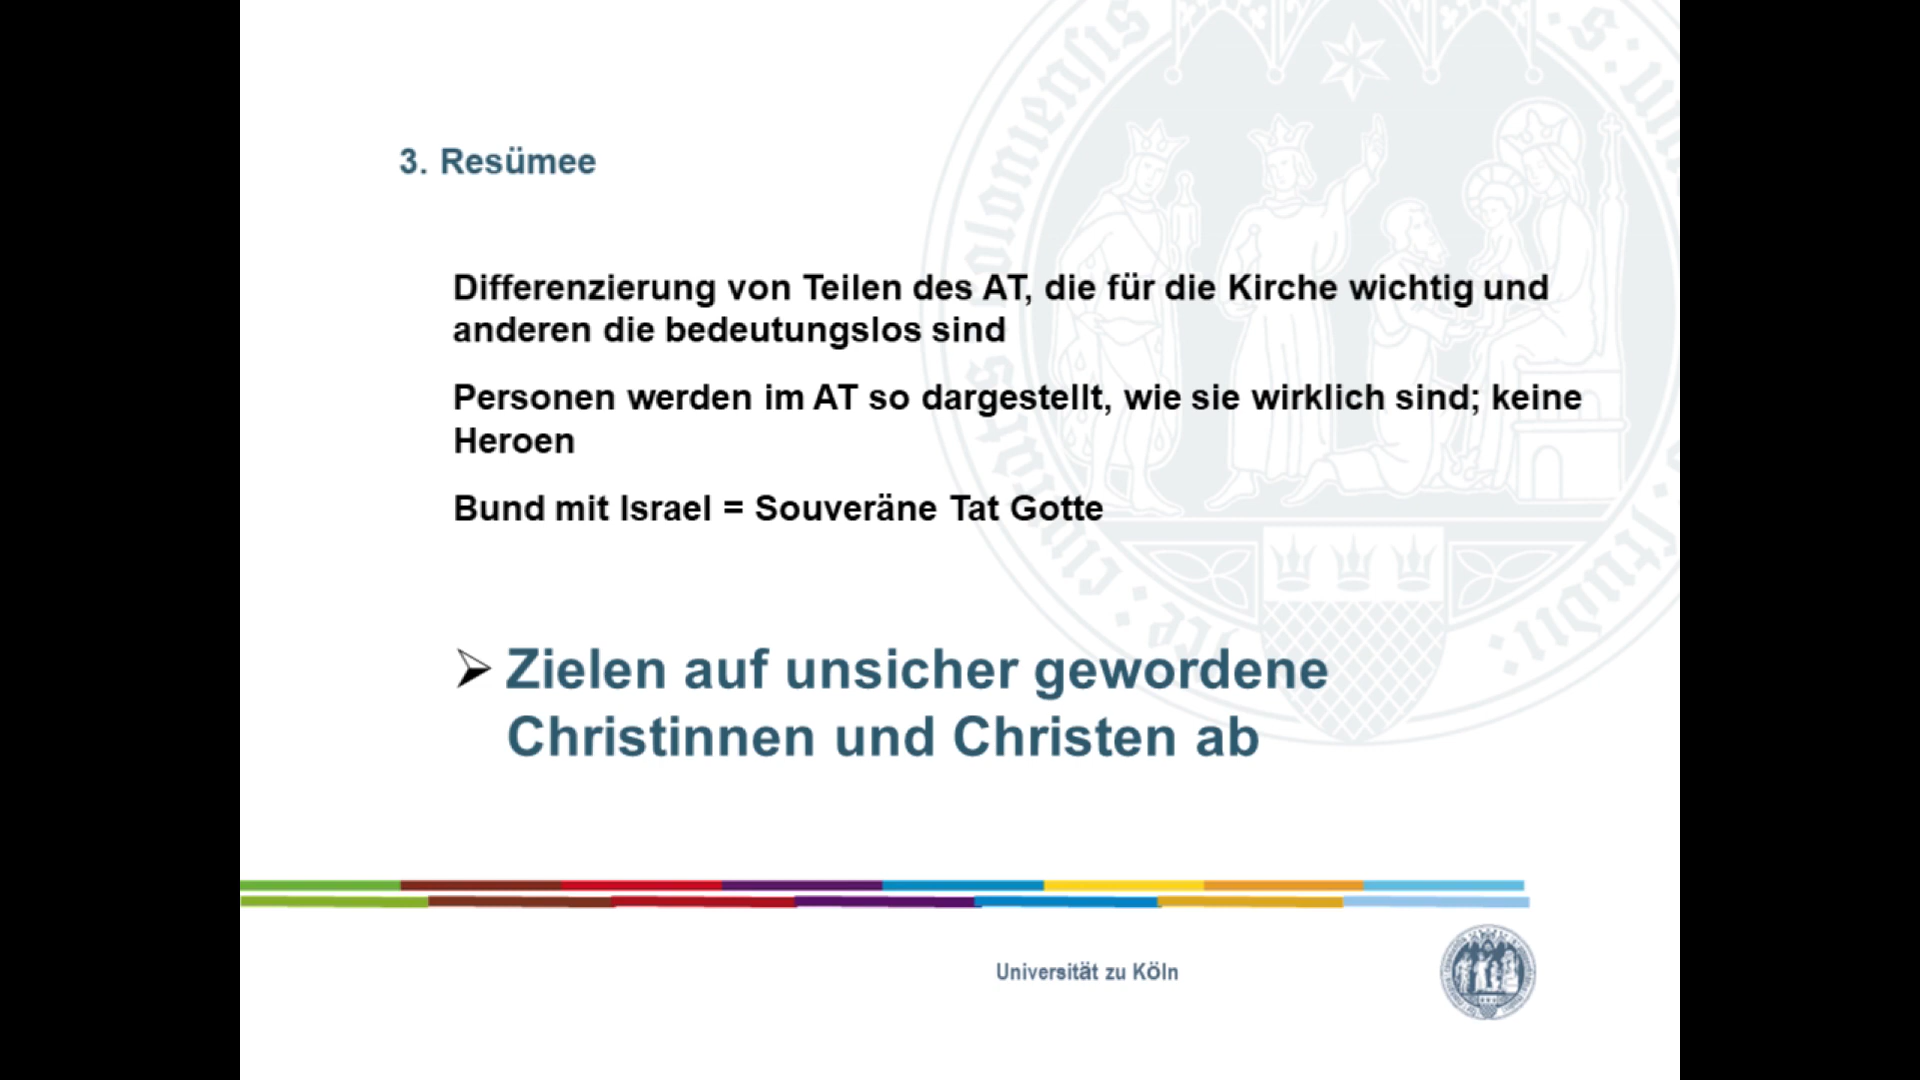 3. Resümee
Differenzierung von Teilen des AT, die für die Kirche wichtig und
anderen die bedeutungslos sind
Personen werden im AT so dargestellt, wie sie wirklich sind; keine
Heroen
Bund mit Israel = Souveräne Tat Gotte
➢ Zielen auf unsicher gewordene
Christinnen und Christen ab
Universität zu Köln